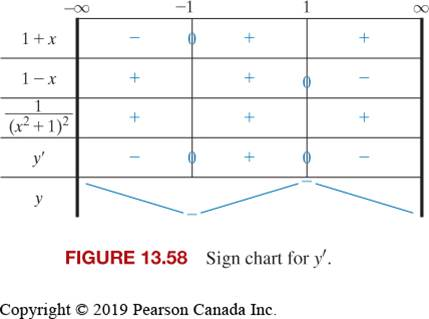 −∞ −1 1 ∞
1 + x − 0 + +
1 − x + + 0 −
1/(x² + 1)² + + +
y′ − 0 + 0 −
y
FIGURE 13.58 Sign chart for y′.
Copyright © 2019 Pearson Canada Inc.